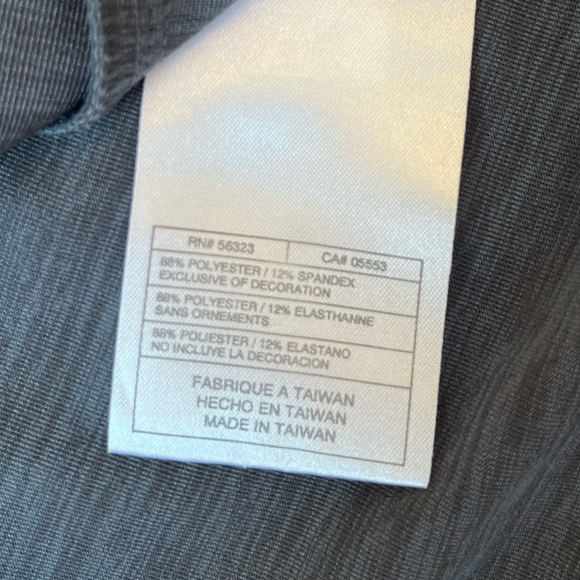 RN# 56323 CA# 05553
88% POLYESTER / 12% SPANDEX
EXCLUSIVE OF DECORATION
88% POLYESTER / 12% ELASTHANNE
SANS ORNEMENTS
88% POLIESTER / 12% ELASTANO
NO INCLUYE LA DECORACION
FABRIQUE A TAIWAN
HECHO EN TAIWAN
MADE IN TAIWAN